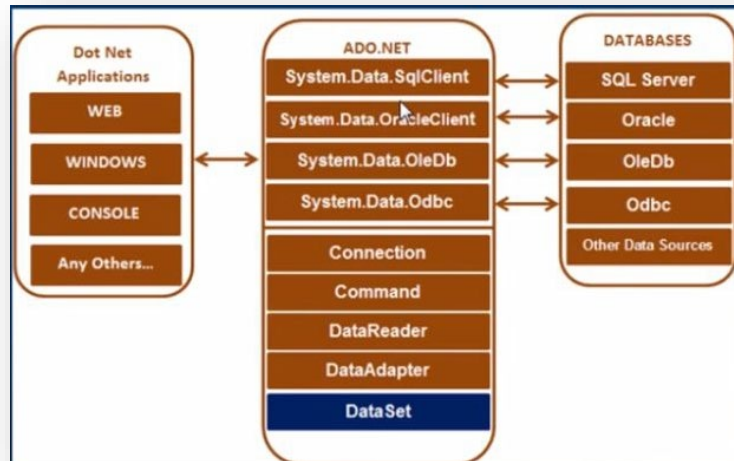 Dot Net
Applications
WEB
WINDOWS
CONSOLE
Any Others...
ADO.NET
System.Data.SqlClient
System.Data.OracleClient
System.Data.OleDb
System.Data.Odbc
Connection
Command
DataReader
DataAdapter
DataSet
DATABASES
SQL Server
Oracle
OleDb
Odbc
Other Data Sources